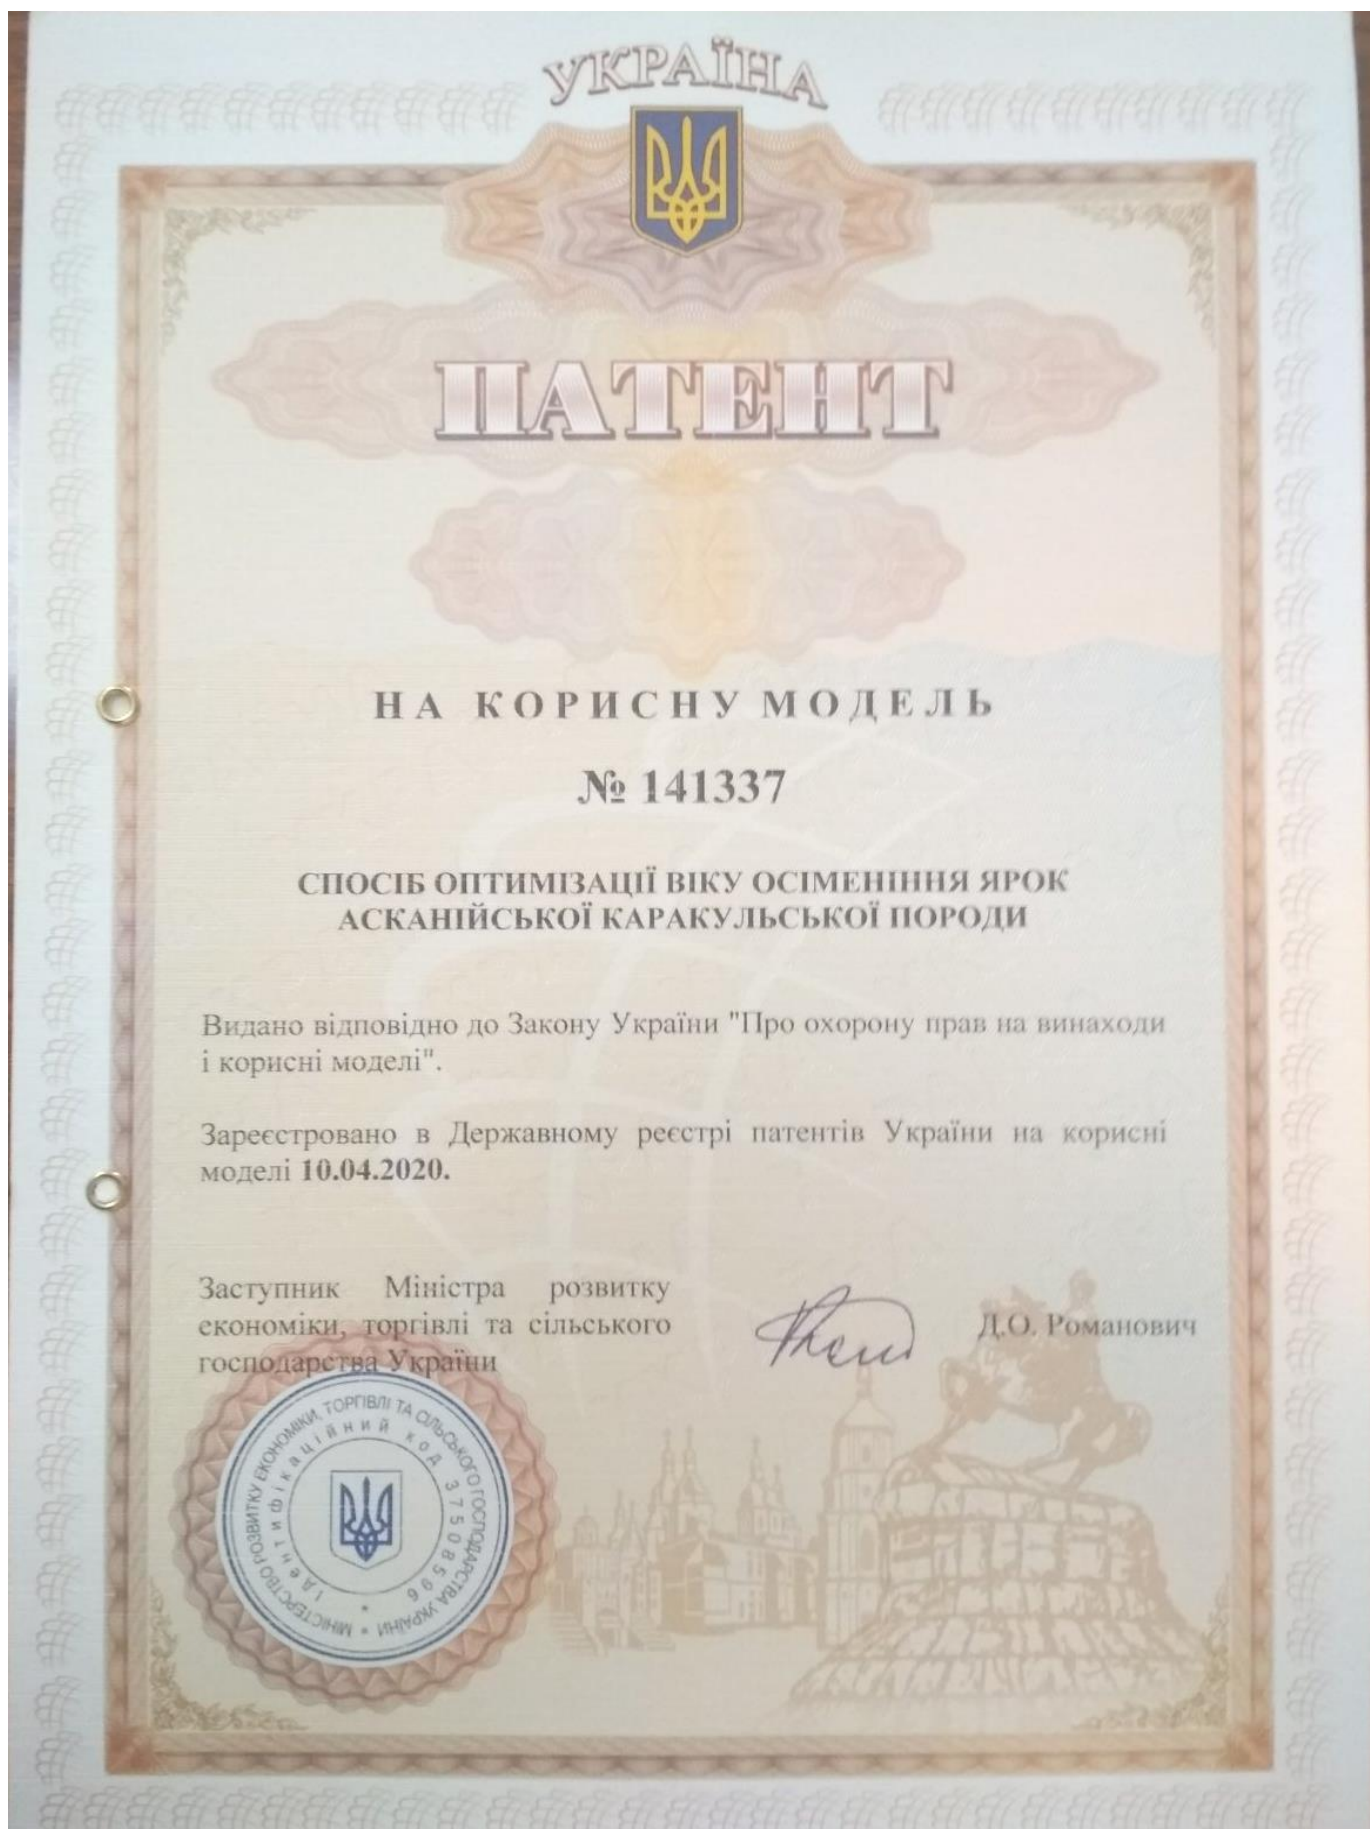 УКРАЇНА
ПАТЕНТ
НА КОРИСНУ МОДЕЛЬ
№ 141337
СПОСІБ ОПТИМІЗАЦІЇ ВІКУ ОСІМЕНІННЯ ЯРОК
АСКАНІЙСЬКОЇ КАРАКУЛЬСЬКОЇ ПОРОДИ
Видано відповідно до Закону України "Про охорону прав на винаходи
і корисні моделі".
Зареєстровано в Державному реєстрі патентів України на корисні
моделі 10.04.2020.
Заступник Міністра розвитку
економіки, торгівлі та сільського
господарства України
Д.О. Романович
МІНІСТЕРСТВО РОЗВИТКУ ЕКОНОМІКИ, ТОРГІВЛІ ТА СІЛЬСЬКОГО ГОСПОДАРСТВА УКРАЇНИ *
Ідентифікаційний код 37508596 *